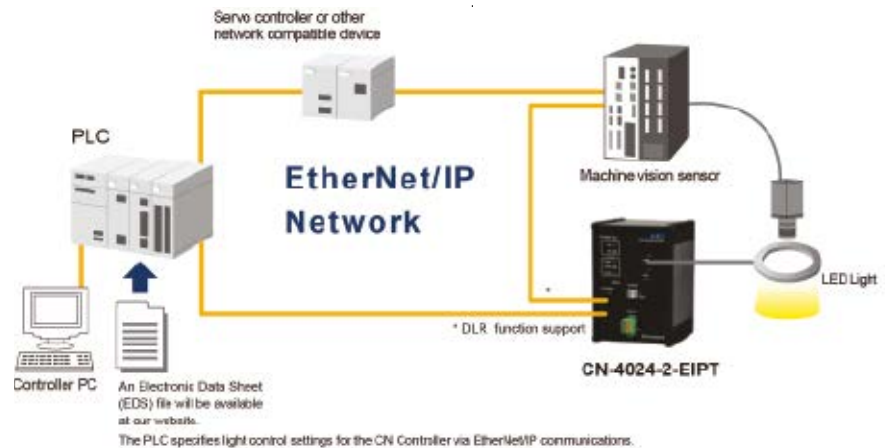 Servo controller or other
network compatible device
PLC
EtherNet/IP
Network
Machine vision sensor
LED Light
*
* DLR function support
CN-4024-2-EIPT
Controller PC
An Electronic Data Sheet
(EDS) file will be available
at our website.
The PLC specifies light control settings for the CN Controller via EtherNet/IP communications.